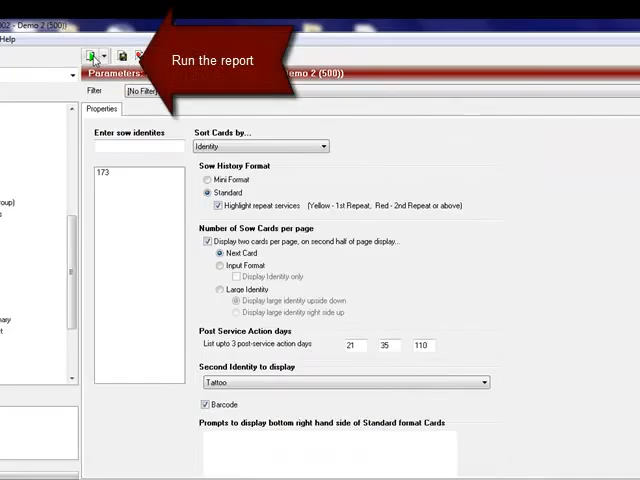 002 - Demo 2 (500))
Help
Run the report
Parameters: Demo 2 (500))
Filter
[No Filter]
Properties
Enter sow identites
Sort Cards by...
Identity
173
Sow History Format
Mini Format
Standard
Highlight repeat services (Yellow - 1st Repeat, Red - 2nd Repeat or above)
Number of Sow Cards per page
Display two cards per page, on second half of page display...
Next Card
Input Format
Display Identity only
Large Identity
Display large identity upside down
Display large identity right side up
Post Service Action days
List upto 3 post-service action days
21
35
110
Second Identity to display
Tattoo
Barcode
Prompts to display bottom right hand side of Standard format Cards